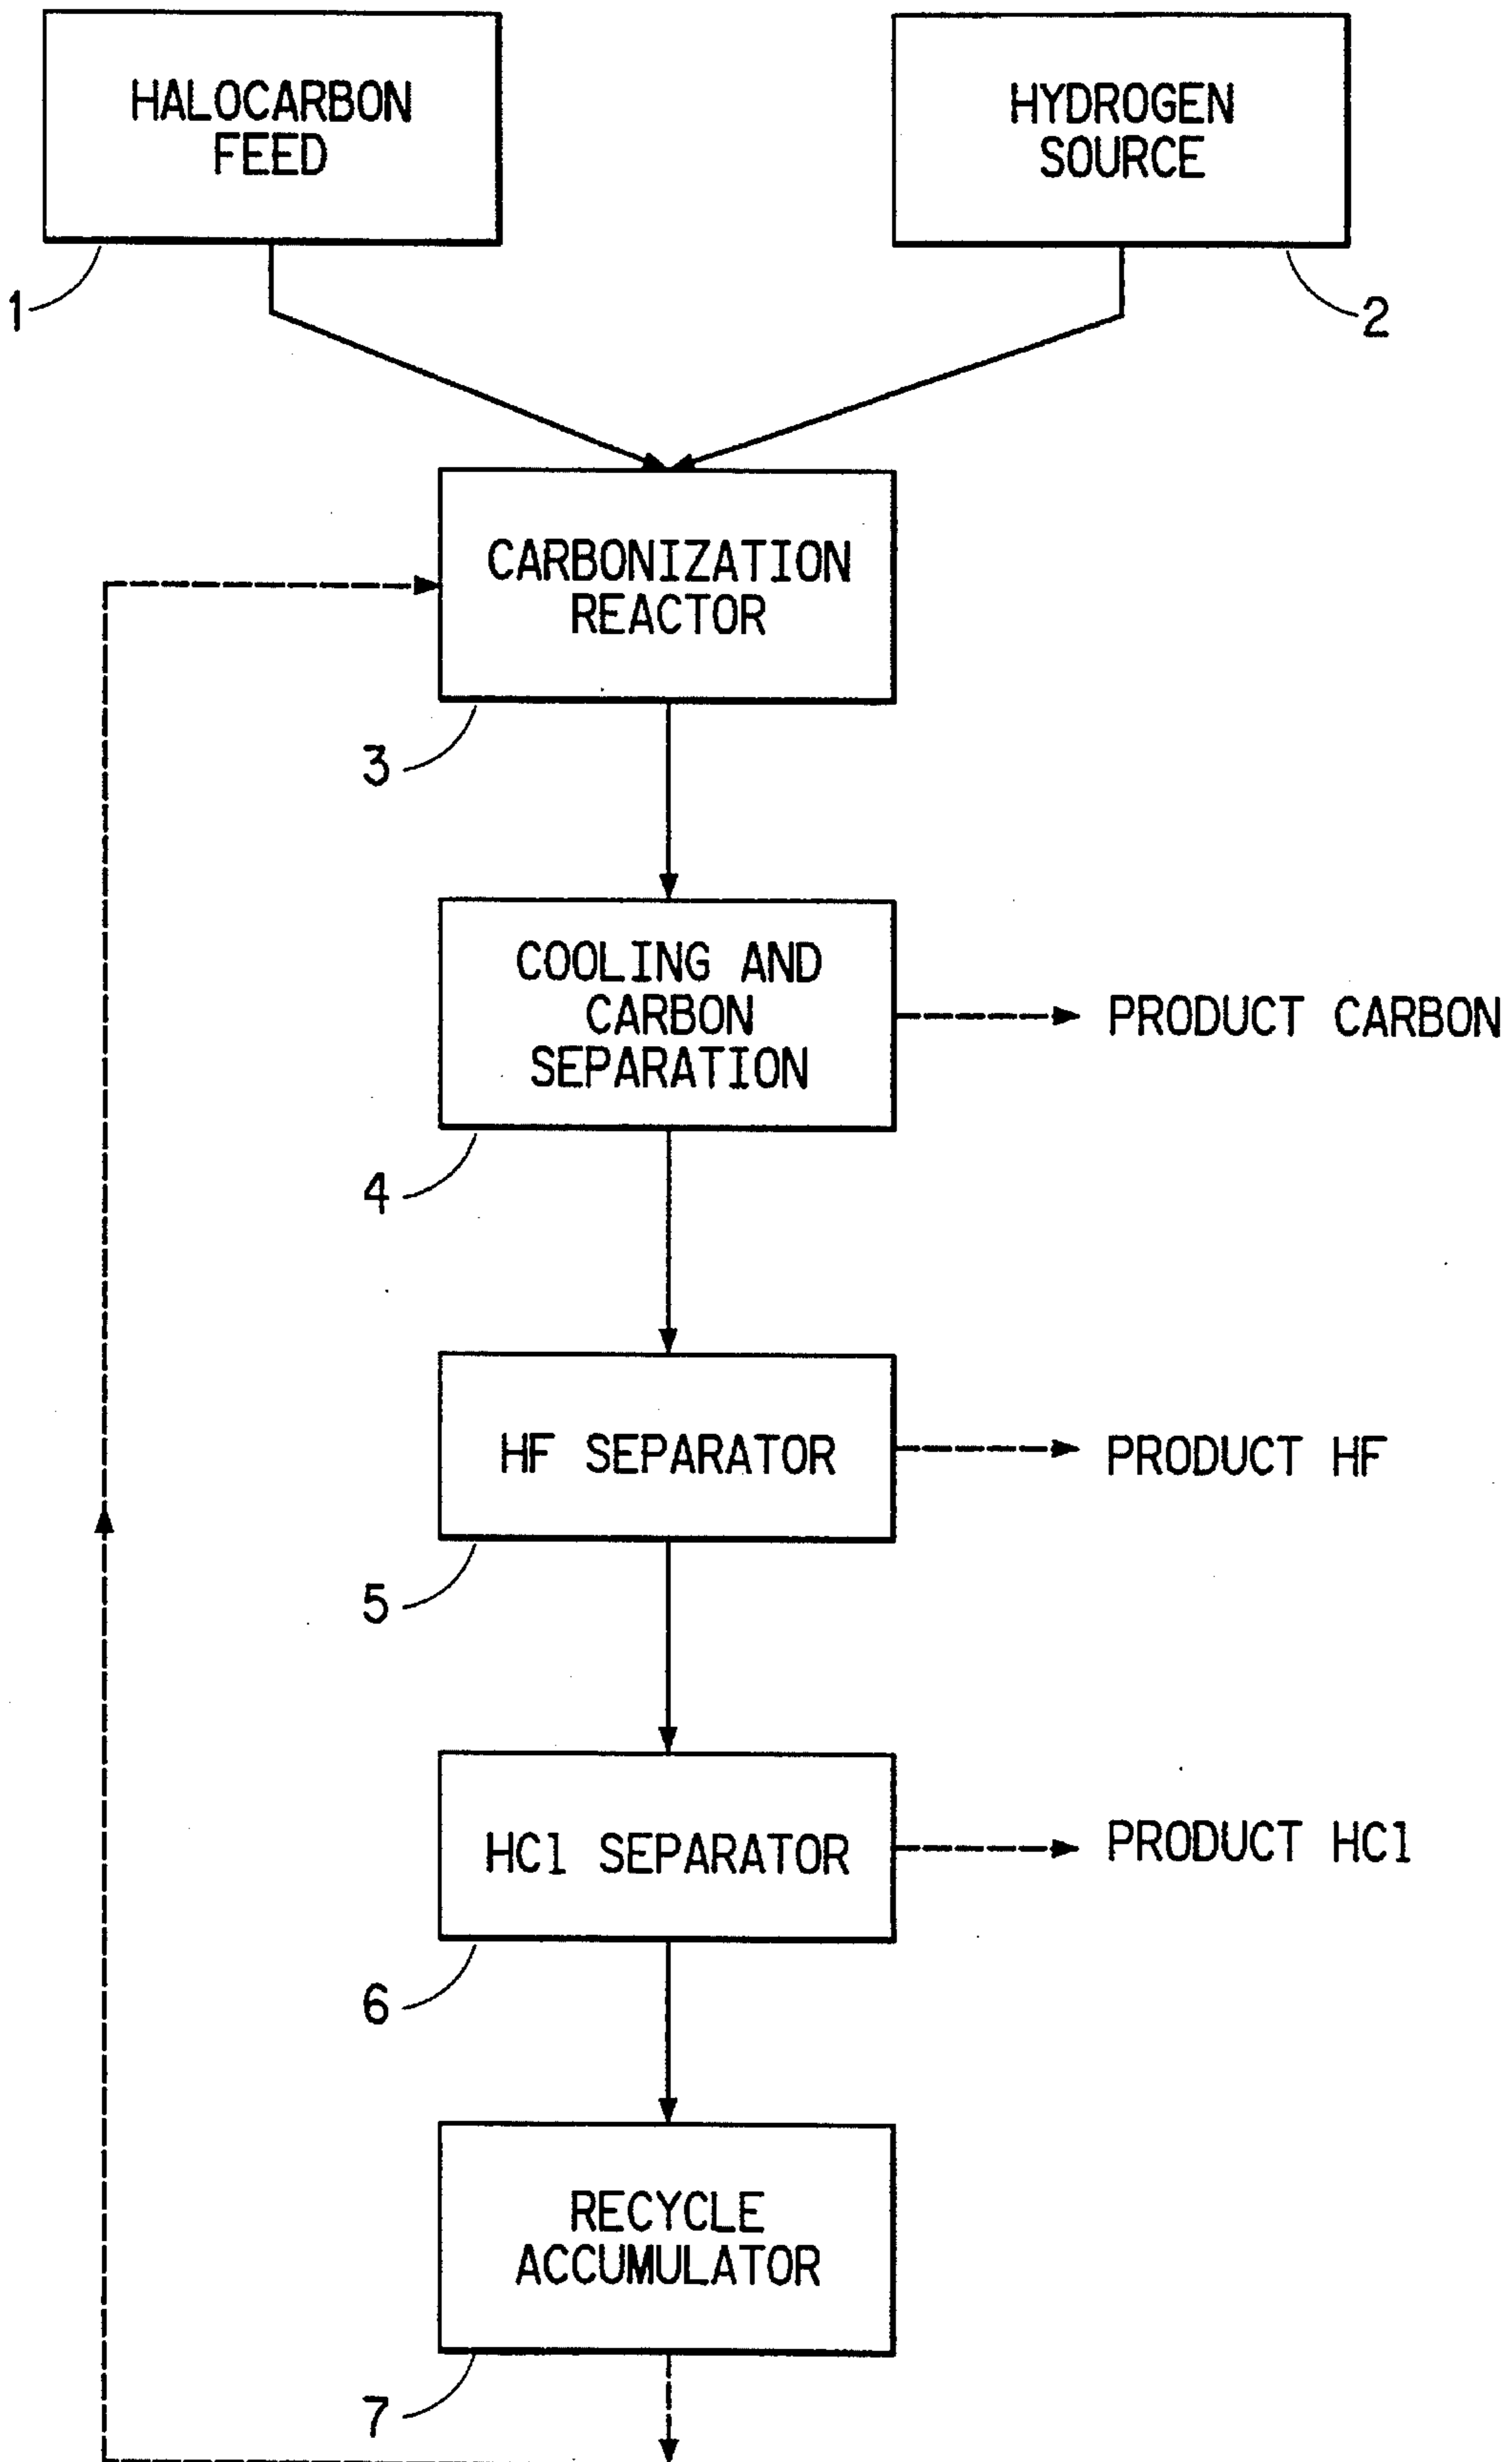 HALOCARBON
FEED
HYDROGEN
SOURCE
1
2
CARBONIZATION
REACTOR
3
COOLING AND
CARBON
SEPARATION
PRODUCT CARBON
4
HF SEPARATOR
PRODUCT HF
5
HCl SEPARATOR
PRODUCT HCl
6
RECYCLE
ACCUMULATOR
7